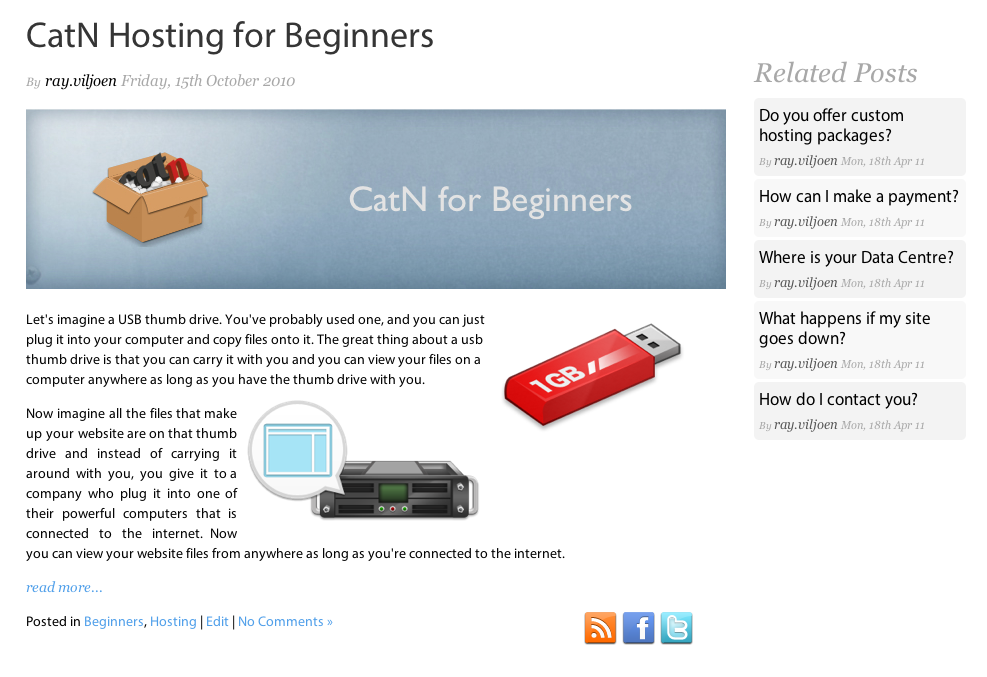 CatN Hosting for Beginners
By ray.viljoen Friday, 15th October 2010
CatN for Beginners
Let's imagine a USB thumb drive. You've probably used one, and you can just
plug it into your computer and copy files onto it. The great thing about a usb
thumb drive is that you can carry it with you and you can view your files on a
computer anywhere as long as you have the thumb drive with you.
1GB
Now imagine all the files that make
up your website are on that thumb
drive and instead of carrying it
around with you, you give it to a
company who plug it into one of
their powerful computers that is
connected to the internet. Now
you can view your website files from anywhere as long as you're connected to the internet.
read more...
Posted in Beginners, Hosting | Edit | No Comments »
Related Posts
Do you offer custom
hosting packages?
By ray.viljoen Mon, 18th Apr 11
How can I make a payment?
By ray.viljoen Mon, 18th Apr 11
Where is your Data Centre?
By ray.viljoen Mon, 18th Apr 11
What happens if my site
goes down?
By ray.viljoen Mon, 18th Apr 11
How do I contact you?
By ray.viljoen Mon, 18th Apr 11